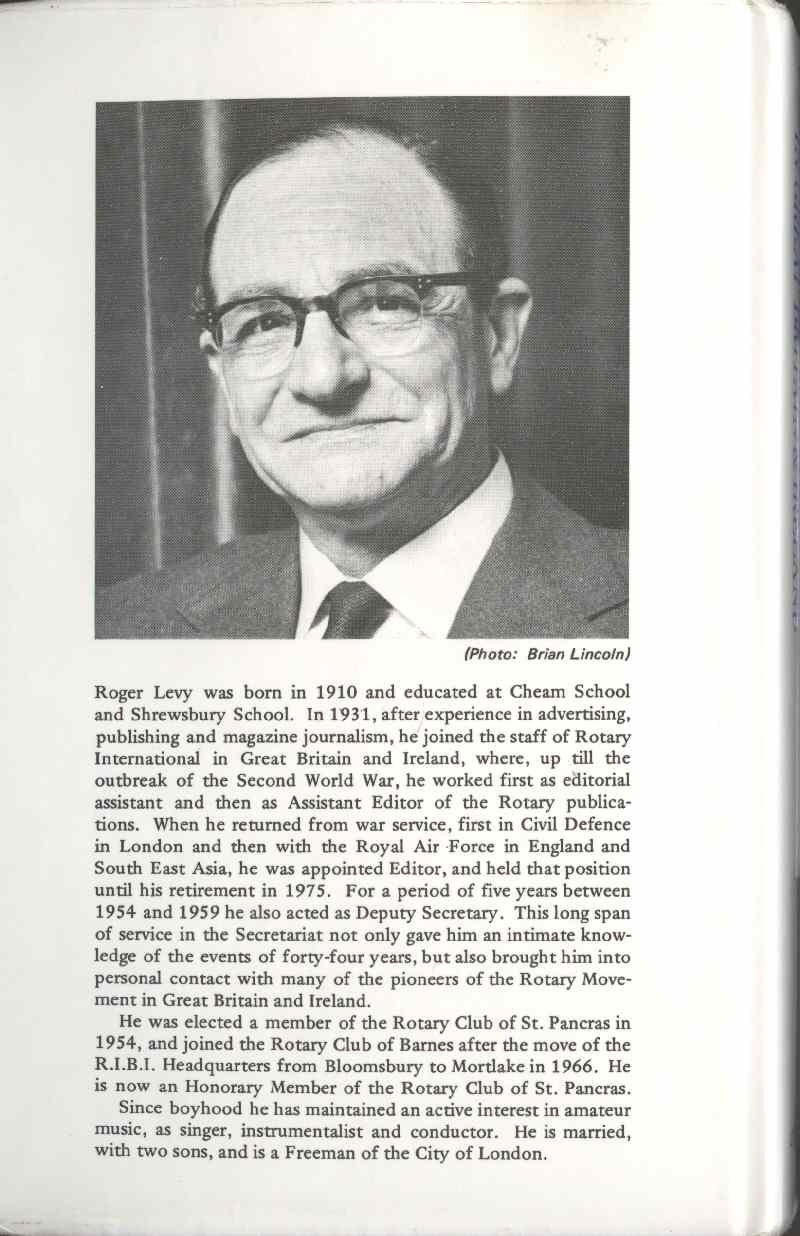 (Photo: Brian Lincoln)
Roger Levy was born in 1910 and educated at Cheam School
and Shrewsbury School. In 1931, after experience in advertising,
publishing and magazine journalism, he joined the staff of Rotary
International in Great Britain and Ireland, where, up till the
outbreak of the Second World War, he worked first as editorial
assistant and then as Assistant Editor of the Rotary publica-
tions. When he returned from war service, first in Civil Defence
in London and then with the Royal Air Force in England and
South East Asia, he was appointed Editor, and held that position
until his retirement in 1975. For a period of five years between
1954 and 1959 he also acted as Deputy Secretary. This long span
of service in the Secretariat not only gave him an intimate know-
ledge of the events of forty-four years, but also brought him into
personal contact with many of the pioneers of the Rotary Move-
ment in Great Britain and Ireland.
He was elected a member of the Rotary Club of St. Pancras in
1954, and joined the Rotary Club of Barnes after the move of the
R.I.B.I. Headquarters from Bloomsbury to Mortlake in 1966. He
is now an Honorary Member of the Rotary Club of St. Pancras.
Since boyhood he has maintained an active interest in amateur
music, as singer, instrumentalist and conductor. He is married,
with two sons, and is a Freeman of the City of London.